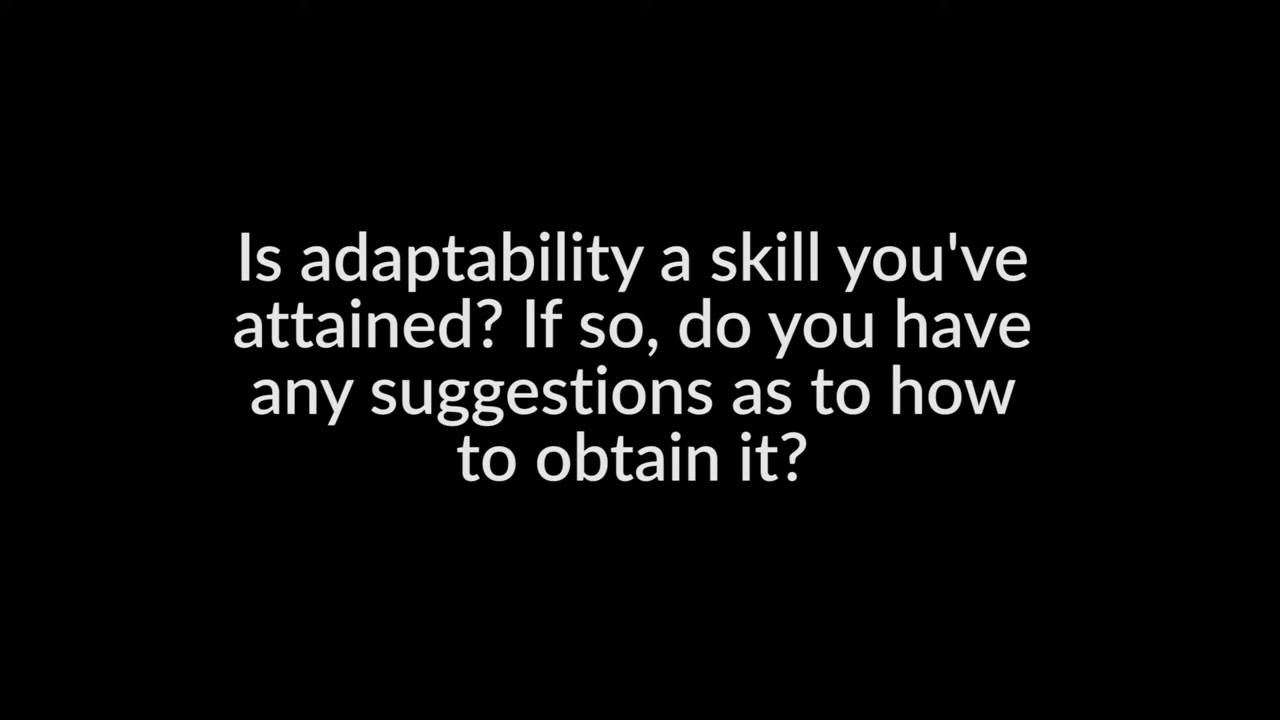 Is adaptability a skill you've
attained? If so, do you have
any suggestions as to how
to obtain it?